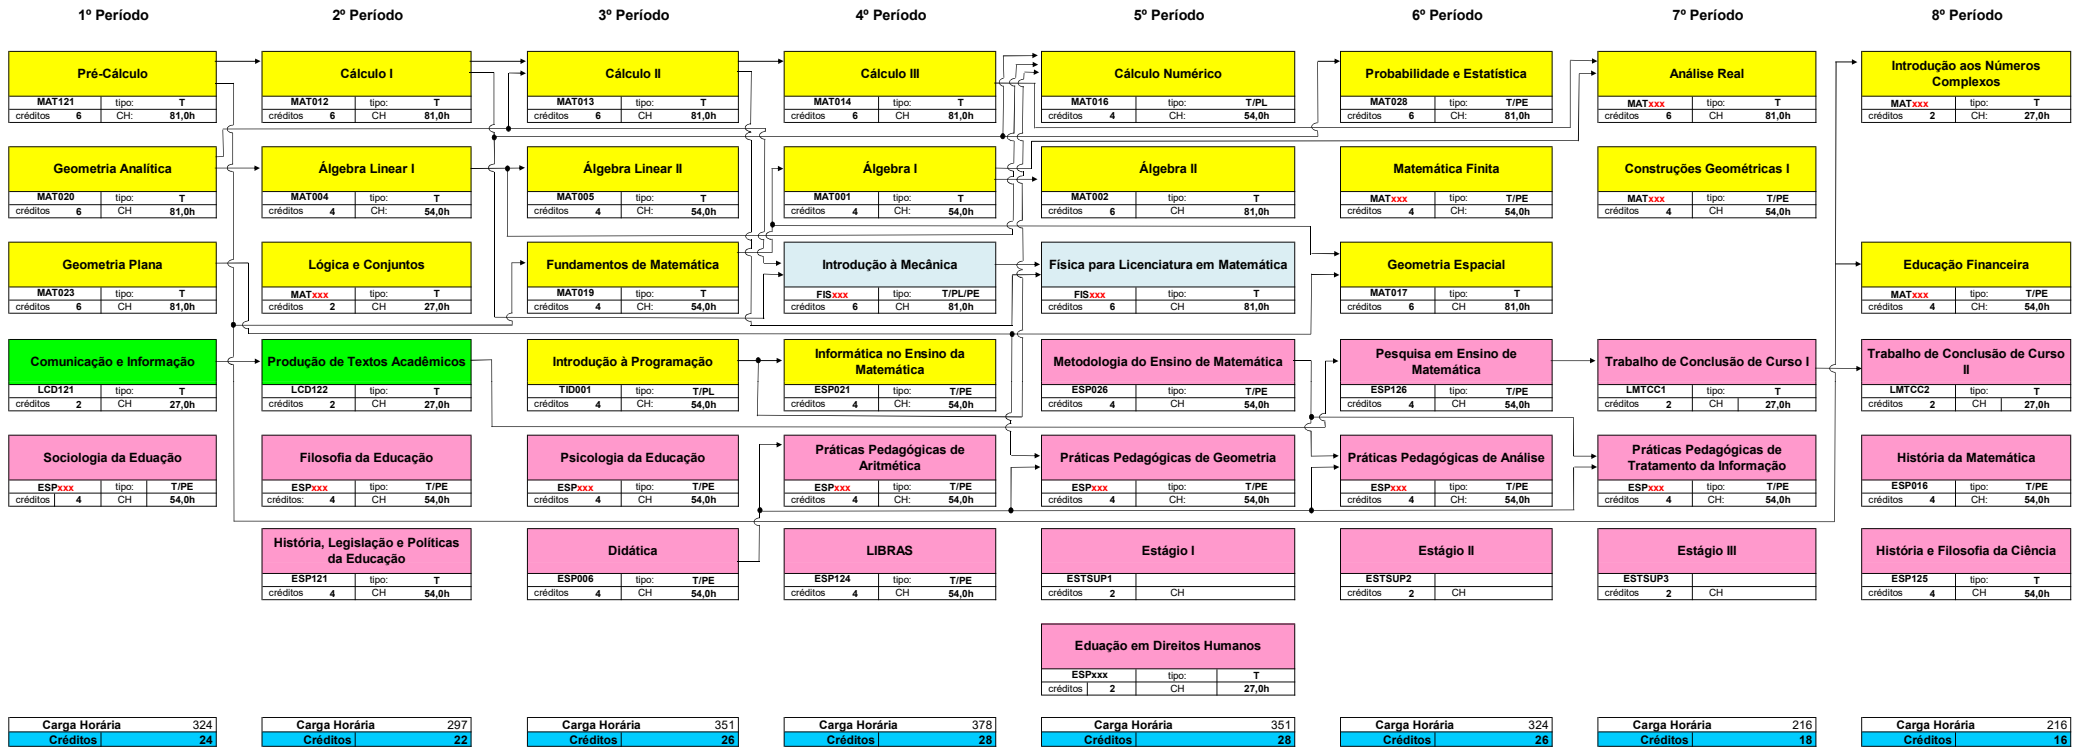 1º Período 2º Período 3º Período 4º Período 5º Período 6º Período 7º Período 8º Período
Pré-Cálculo
MAT121 tipo: T
créditos 6 CH: 81,0h
Cálculo I
MAT012 tipo: T
créditos 6 CH 81,0h
Cálculo II
MAT013 tipo: T
créditos 6 CH 81,0h
Cálculo III
MAT014 tipo: T
créditos 6 CH 81,0h
Cálculo Numérico
MAT016 tipo: T/PL
créditos 4 CH: 54,0h
Probabilidade e Estatística
MAT028 tipo: T/PE
créditos 6 CH: 81,0h
Análise Real
MATxxx tipo: T
créditos 6 CH 81,0h
Introdução aos Números
Complexos
MATxxx tipo: T
créditos 2 CH: 27,0h
Geometria Analítica
MAT020 tipo: T
créditos 6 CH 81,0h
Álgebra Linear I
MAT004 tipo: T
créditos 4 CH: 54,0h
Álgebra Linear II
MAT005 tipo: T
créditos 4 CH: 54,0h
Álgebra I
MAT001 tipo: T
créditos 4 CH: 54,0h
Álgebra II
MAT002 tipo: T
créditos 6 CH 81,0h
Matemática Finita
MATxxx tipo: T/PE
créditos 4 CH: 54,0h
Construções Geométricas I
MATxxx tipo: T/PE
créditos 4 CH 54,0h
Geometria Plana
MAT023 tipo: T
créditos 6 CH 81,0h
Lógica e Conjuntos
MATxxx tipo: T
créditos 2 CH 27,0h
Fundamentos de Matemática
MAT019 tipo: T
créditos 4 CH: 54,0h
Introdução à Mecânica
FISxxx tipo: T/PL/PE
créditos 6 CH 81,0h
Física para Licenciatura em Matemática
FISxxx tipo: T
créditos 6 CH 81,0h
Geometria Espacial
MAT017 tipo: T
créditos 6 CH 81,0h
Educação Financeira
MATxxx tipo: T/PE
créditos 4 CH: 54,0h
Comunicação e Informação
LCD121 tipo: T
créditos 2 CH 27,0h
Produção de Textos Acadêmicos
LCD122 tipo: T
créditos 2 CH 27,0h
Introdução à Programação
TID001 tipo: T/PL
créditos 4 CH: 54,0h
Informática no Ensino da
Matemática
ESP021 tipo: T/PE
créditos 4 CH: 54,0h
Metodologia do Ensino de Matemática
ESP026 tipo: T/PE
créditos 4 CH: 54,0h
Pesquisa em Ensino de
Matemática
ESP126 tipo: T/PE
créditos 4 CH: 54,0h
Trabalho de Conclusão de Curso I
LMTCC1 tipo: T
créditos 2 CH 27,0h
Trabalho de Conclusão de Curso
II
LMTCC2 tipo: T
créditos 2 CH 27,0h
Sociologia da Eduação
ESPxxx tipo: T/PE
créditos 4 CH 54,0h
Filosofia da Educação
ESPxxx tipo: T/PE
créditos: 4 CH 54,0h
Psicologia da Educação
ESPxxx tipo: T/PE
créditos 4 CH 54,0h
Práticas Pedagógicas de
Aritmética
ESPxxx tipo: T/PE
créditos 4 CH 54,0h
Práticas Pedagógicas de Geometria
ESPxxx tipo: T/PE
créditos 4 CH 54,0h
Práticas Pedagógicas de Análise
ESPxxx tipo: T/PE
créditos 4 CH 54,0h
Práticas Pedagógicas de
Tratamento da Informação
ESPxxx tipo: T/PE
créditos 4 CH: 54,0h
História da Matemática
ESP016 tipo: T/PE
créditos 4 CH: 54,0h
História, Legislação e Políticas
da Educação
ESP121 tipo: T
créditos 4 CH 54,0h
Didática
ESP006 tipo: T/PE
créditos 4 CH 54,0h
LIBRAS
ESP124 tipo: T/PE
créditos 4 CH 54,0h
Estágio I
ESTSUP1
créditos 2 CH
Estágio II
ESTSUP2
créditos 2 CH
Estágio III
ESTSUP3
créditos 2 CH
História e Filosofia da Ciência
ESP125 tipo: T
créditos 4 CH 54,0h
Eduação em Direitos Humanos
ESPxxx tipo: T
créditos 2 CH 27,0h
Carga Horária 324 Carga Horária 297 Carga Horária 351 Carga Horária 378 Carga Horária 351 Carga Horária 324 Carga Horária 216 Carga Horária 216
Créditos 24 Créditos 22 Créditos 26 Créditos 28 Créditos 28 Créditos 26 Créditos 18 Créditos 16